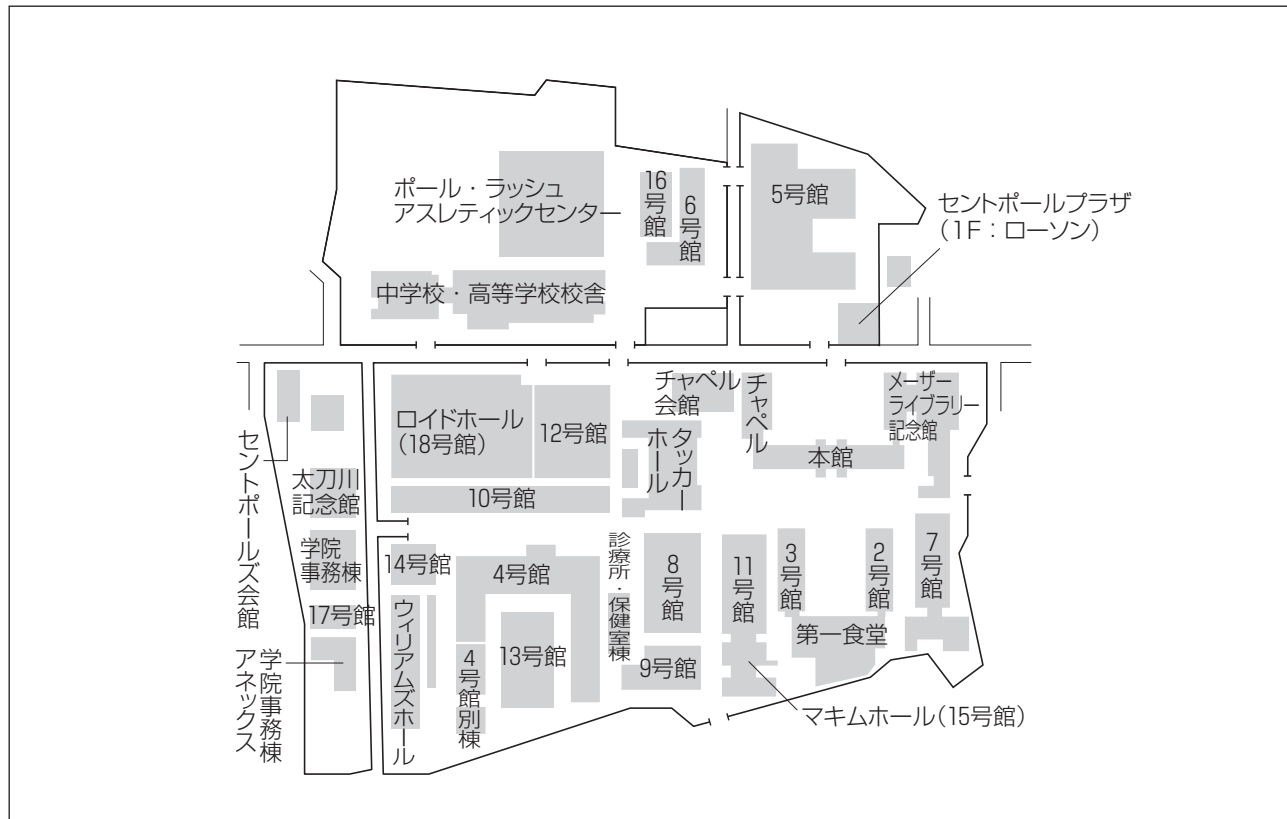 ポール・ラッシュ
アスレティックセンター
16号館
6号館
5号館
セントポールプラザ
(1F:ローソン)
中学校・高等学校校舎
ロイドホール
(18号館)
12号館
チャペル
会館
チャペル
メーザー
ライブラリー
記念館
タッカー
ホール
本館
セントポールズ会館
太刀川
記念館
10号館
学院
事務棟
14号館
4号館
診療所・保健室棟
8号館
11号館
3号館
2号館
7号館
17号館
ウィリアムズホール
13号館
第一食堂
学院事務棟
アネックス
4号館別棟
9号館
マキムホール(15号館)